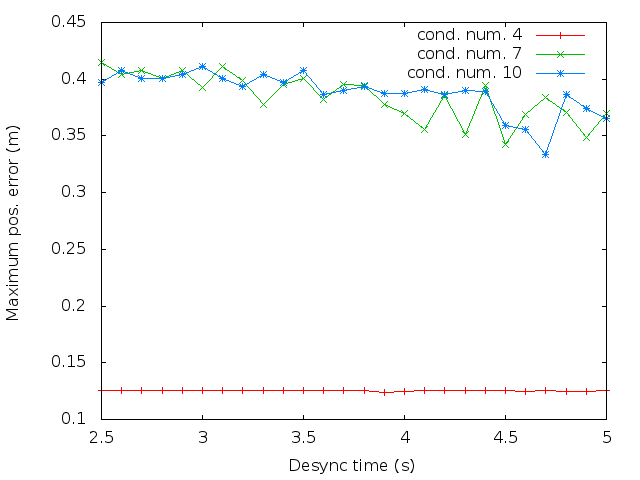 0.45
cond. num. 4
cond. num. 7
cond. num. 10
0.4
0.35
0.3
0.25
0.2
0.15
0.1
Maximum pos. error (m)
2.5 3 3.5 4 4.5 5
Desync time (s)